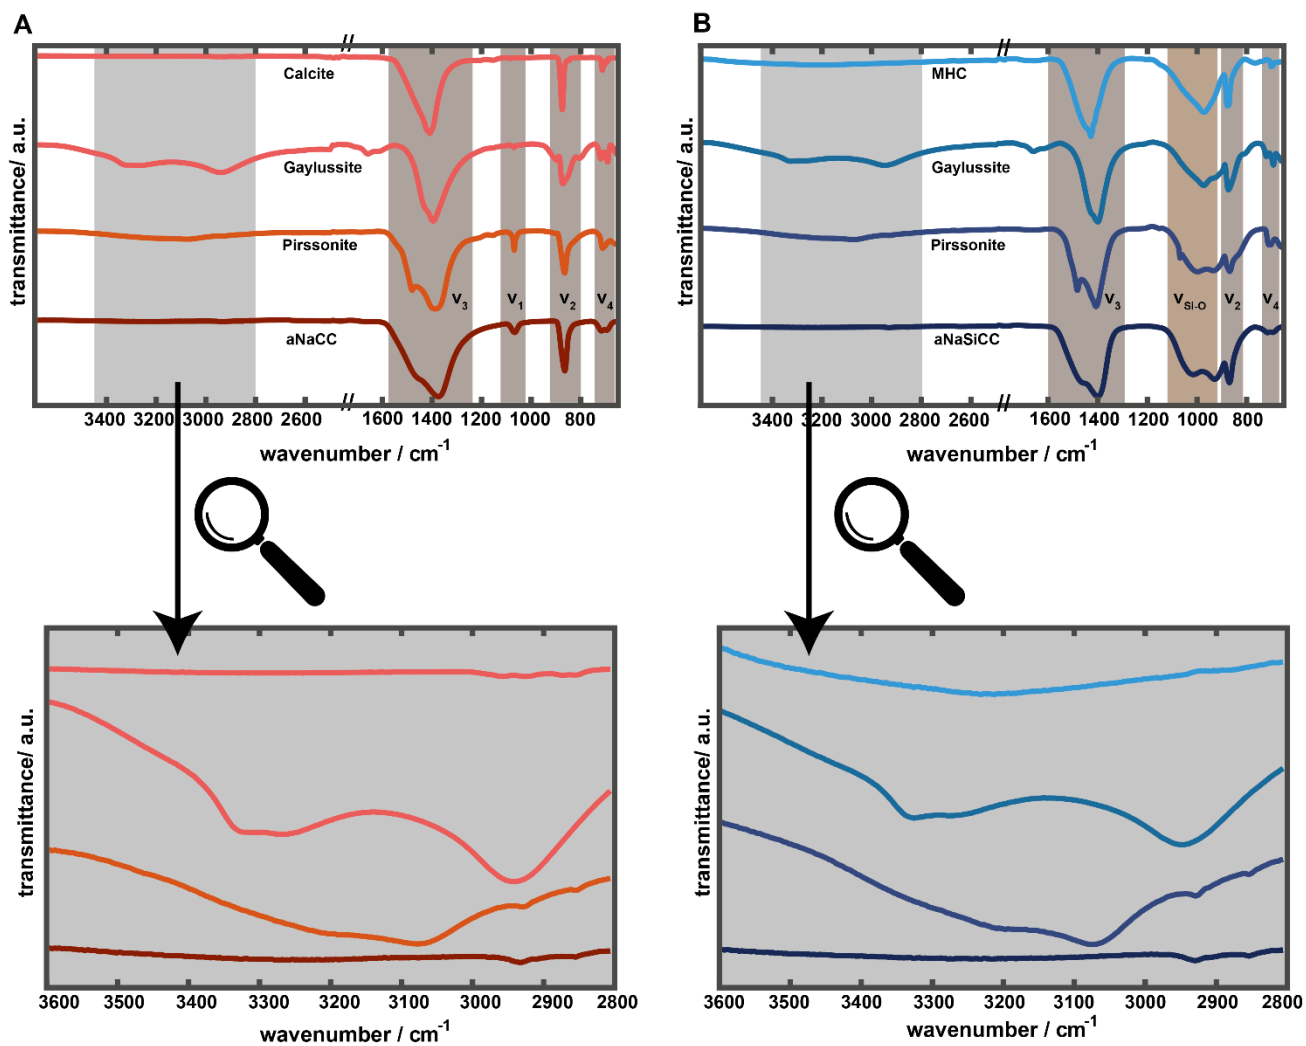 A
B
//
//
Calcite
MHC
Gaylussite
Gaylussite
Pirssonite
Pirssonite
v3
v1
v2
v4
v3
vSi-O
v2
v4
aNaCC
aNaSiCC
transmittance/ a.u.
transmittance/ a.u.
//
//
3400 3200 3000 2800 2600 1600 1400 1200 1000 800
3400 3200 3000 2800 2600 1600 1400 1200 1000 800
wavenumber / cm-1
wavenumber / cm-1
transmittance/ a.u.
transmittance/ a.u.
3600 3500 3400 3300 3200 3100 3000 2900 2800
3600 3500 3400 3300 3200 3100 3000 2900 2800
wavenumber / cm-1
wavenumber / cm-1